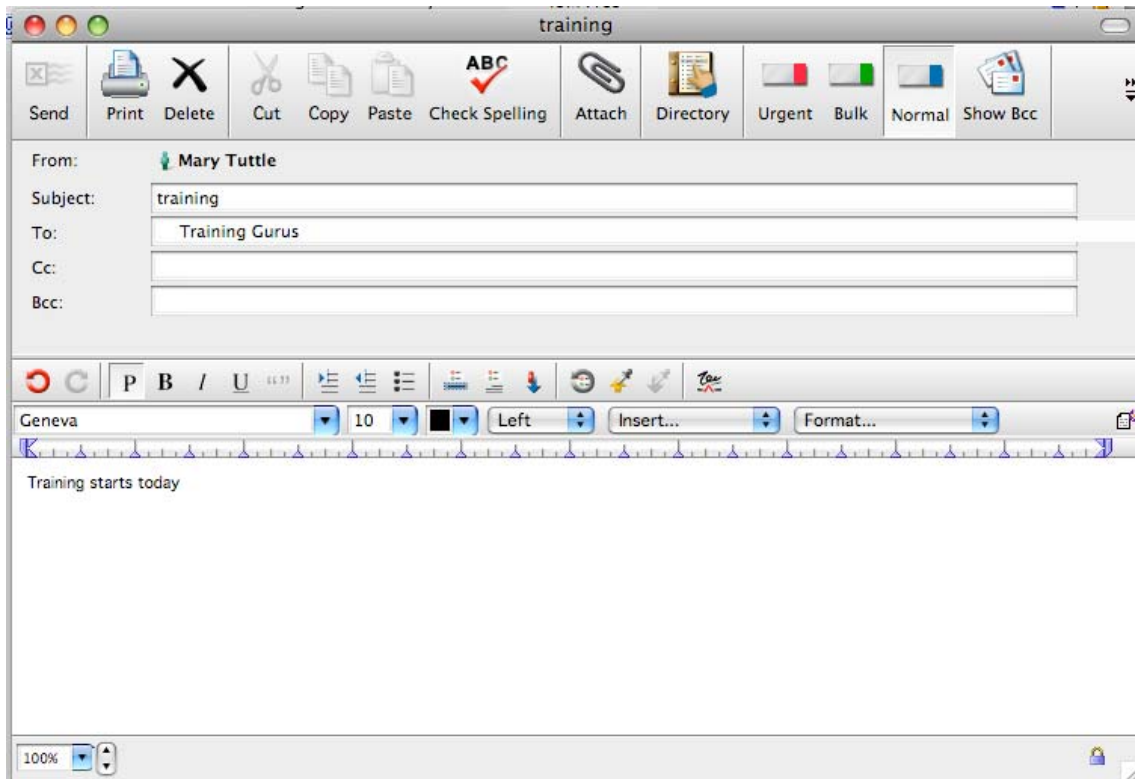 training
Send Print Delete Cut Copy Paste Check Spelling Attach Directory Urgent Bulk Normal Show Bcc
ABC
From: Mary Tuttle
Subject: training
To: Training Gurus
Cc:
Bcc:
P B I U “”
Geneva 10 Left Insert... Format...
Training starts today
100%